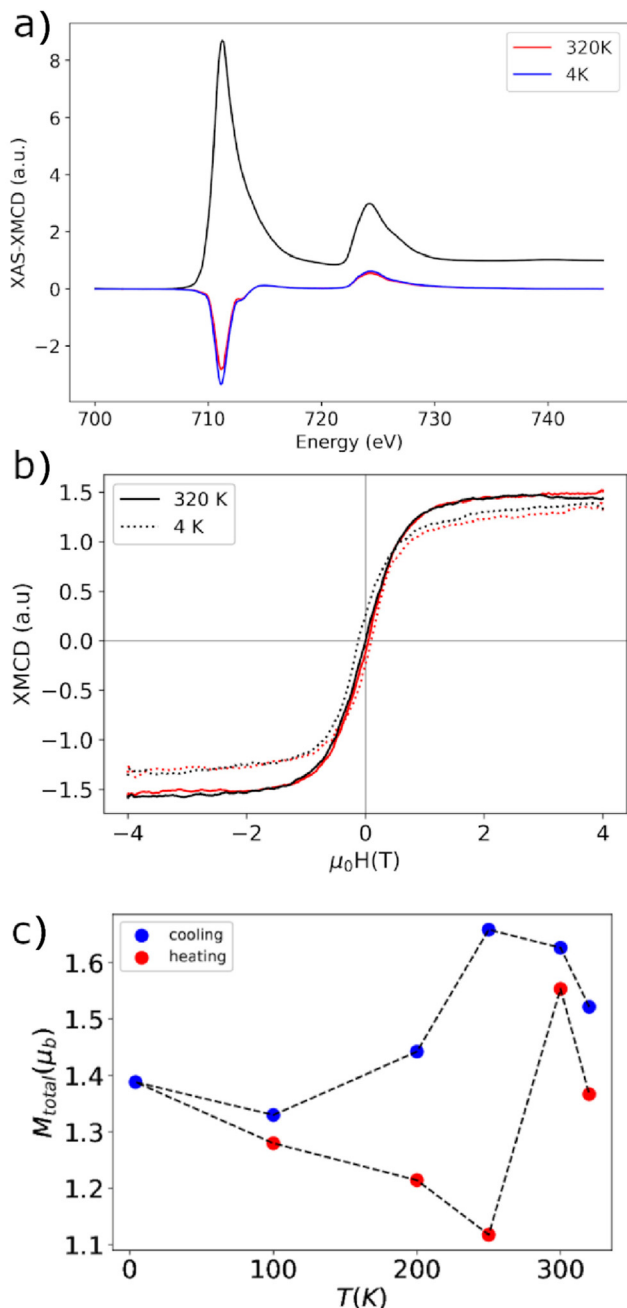 a)
320K
4K
XAS-XMCD (a.u.)
8
6
4
2
0
−2
700
710
720
730
740
Energy (eV)
b)
320 K
4 K
XMCD (a.u)
1.5
1.0
0.5
0.0
−0.5
−1.0
−1.5
−4
−2
0
2
4
μ₀H(T)
c)
cooling
heating
M_total(μ_b)
1.6
1.5
1.4
1.3
1.2
1.1
0
100
200
300
T(K)